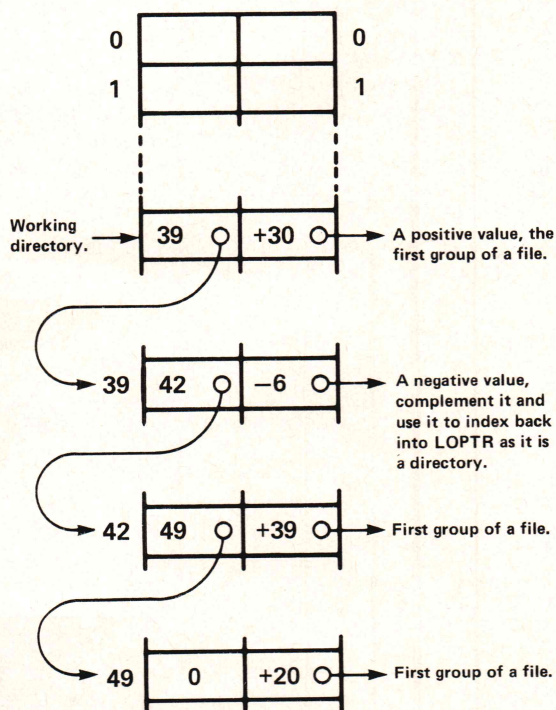 0 0
1 1
Working
directory.
39 +30
A positive value, the
first group of a file.
39 42 −6
A negative value,
complement it and
use it to index back
into LOPTR as it is
a directory.
42 49 +39
First group of a file.
49 0 +20
First group of a file.